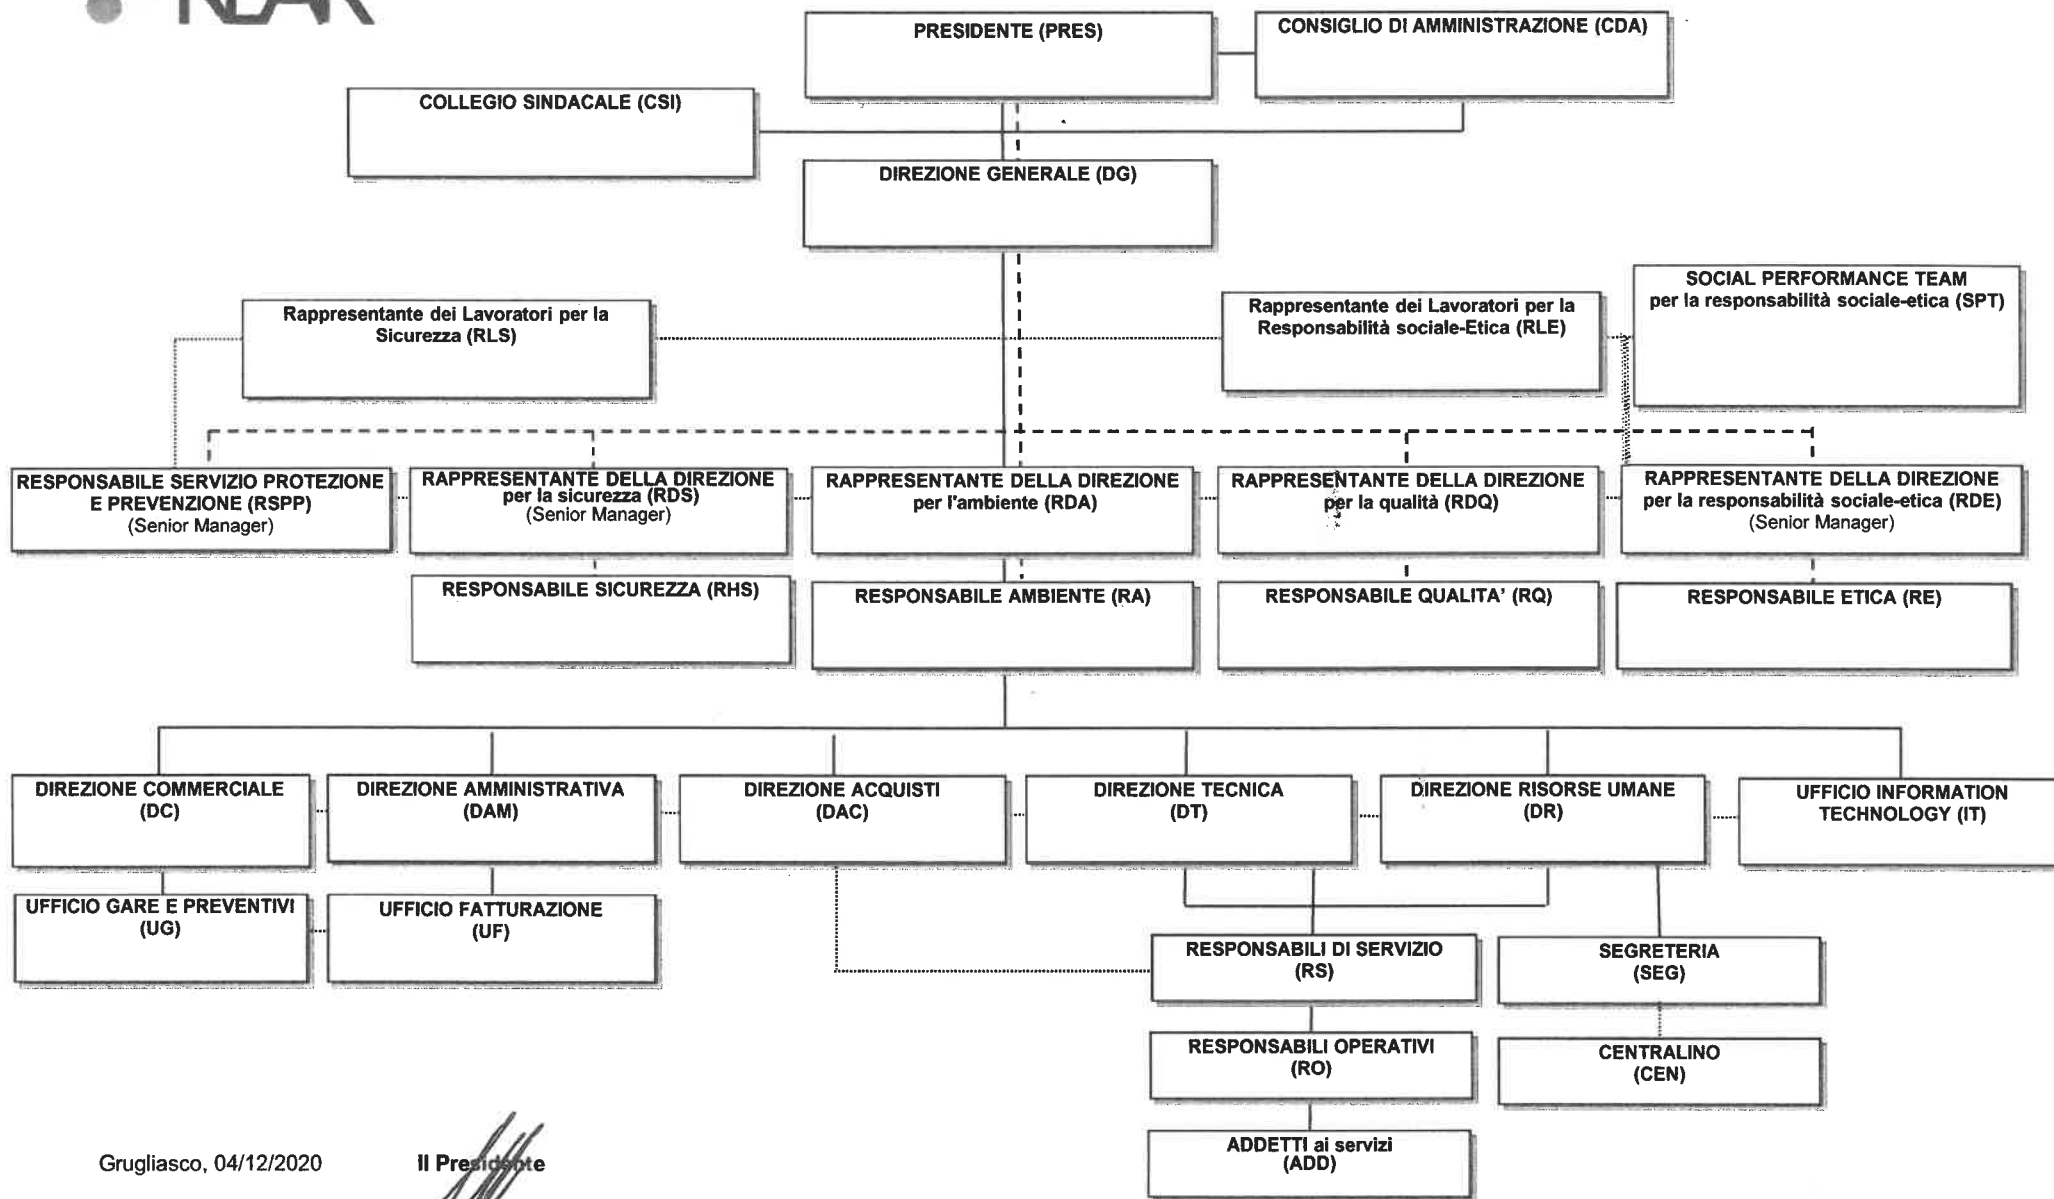 PRESIDENTE (PRES)
CONSIGLIO DI AMMINISTRAZIONE (CDA)
COLLEGIO SINDACALE (CSI)
DIREZIONE GENERALE (DG)
Rappresentante dei Lavoratori per la
Sicurezza (RLS)
Rappresentante dei Lavoratori per la
Responsabilità sociale-Etica (RLE)
SOCIAL PERFORMANCE TEAM
per la responsabilità sociale-etica (SPT)
RESPONSABILE SERVIZIO PROTEZIONE
E PREVENZIONE (RSPP)
(Senior Manager)
RAPPRESENTANTE DELLA DIREZIONE
per la sicurezza (RDS)
(Senior Manager)
RAPPRESENTANTE DELLA DIREZIONE
per l'ambiente (RDA)
RAPPRESENTANTE DELLA DIREZIONE
per la qualità (RDQ)
RAPPRESENTANTE DELLA DIREZIONE
per la responsabilità sociale-etica (RDE)
(Senior Manager)
RESPONSABILE SICUREZZA (RHS)
RESPONSABILE AMBIENTE (RA)
RESPONSABILE QUALITA' (RQ)
RESPONSABILE ETICA (RE)
DIREZIONE COMMERCIALE
(DC)
DIREZIONE AMMINISTRATIVA
(DAM)
DIREZIONE ACQUISTI
(DAC)
DIREZIONE TECNICA
(DT)
DIREZIONE RISORSE UMANE
(DR)
UFFICIO INFORMATION
TECHNOLOGY (IT)
UFFICIO GARE E PREVENTIVI
(UG)
UFFICIO FATTURAZIONE
(UF)
RESPONSABILI DI SERVIZIO
(RS)
SEGRETERIA
(SEG)
RESPONSABILI OPERATIVI
(RO)
CENTRALINO
(CEN)
ADDETTI ai servizi
(ADD)
Grugliasco, 04/12/2020
Il Presidente